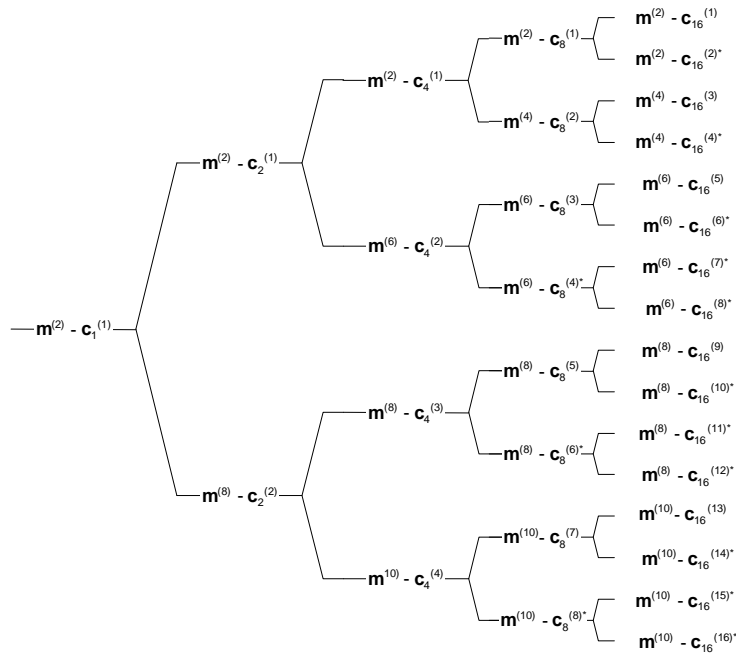 m⁽²⁾ - c₁₆⁽¹⁾
m⁽²⁾ - c₈⁽¹⁾
m⁽²⁾ - c₁₆⁽²⁾*
m⁽²⁾ - c₄⁽¹⁾
m⁽⁴⁾ - c₁₆⁽³⁾
m⁽⁴⁾ - c₈⁽²⁾
m⁽⁴⁾ - c₁₆⁽⁴⁾*
m⁽²⁾ - c₂⁽¹⁾
m⁽⁶⁾ - c₁₆⁽⁵⁾
m⁽⁶⁾ - c₈⁽³⁾
m⁽⁶⁾ - c₁₆⁽⁶⁾*
m⁽⁶⁾ - c₄⁽²⁾
m⁽⁶⁾ - c₁₆⁽⁷⁾*
m⁽⁶⁾ - c₈⁽⁴⁾*
m⁽⁶⁾ - c₁₆⁽⁸⁾*
m⁽²⁾ - c₁⁽¹⁾
m⁽⁸⁾ - c₁₆⁽⁹⁾
m⁽⁸⁾ - c₈⁽⁵⁾
m⁽⁸⁾ - c₁₆⁽¹⁰⁾*
m⁽⁸⁾ - c₄⁽³⁾
m⁽⁸⁾ - c₁₆⁽¹¹⁾*
m⁽⁸⁾ - c₈⁽⁶⁾*
m⁽⁸⁾ - c₁₆⁽¹²⁾*
m⁽⁸⁾ - c₂⁽²⁾
m⁽¹⁰⁾ - c₁₆⁽¹³⁾
m⁽¹⁰⁾ - c₈⁽⁷⁾
m⁽¹⁰⁾ - c₁₆⁽¹⁴⁾*
m¹⁰⁾ - c₄⁽⁴⁾
m⁽¹⁰⁾ - c₁₆⁽¹⁵⁾*
m⁽¹⁰⁾ - c₈⁽⁸⁾*
m⁽¹⁰⁾ - c₁₆⁽¹⁶⁾*